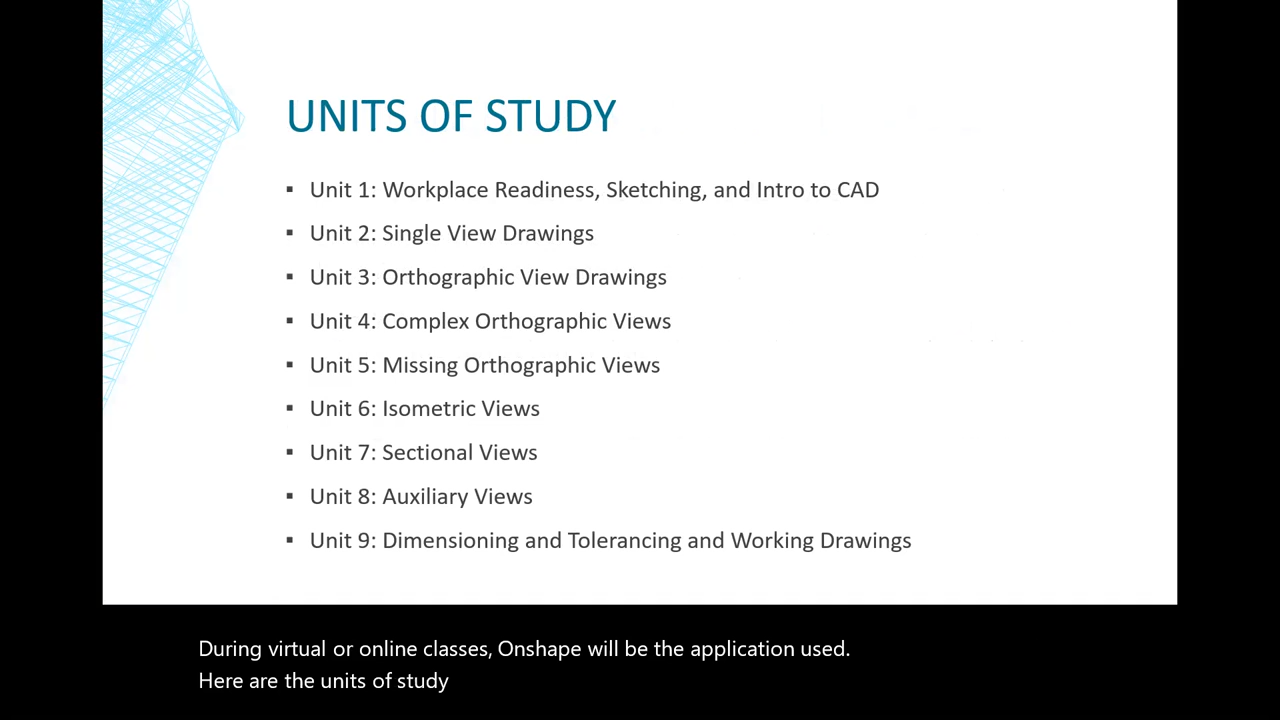 UNITS OF STUDY
▪ Unit 1: Workplace Readiness, Sketching, and Intro to CAD
▪ Unit 2: Single View Drawings
▪ Unit 3: Orthographic View Drawings
▪ Unit 4: Complex Orthographic Views
▪ Unit 5: Missing Orthographic Views
▪ Unit 6: Isometric Views
▪ Unit 7: Sectional Views
▪ Unit 8: Auxiliary Views
▪ Unit 9: Dimensioning and Tolerancing and Working Drawings
During virtual or online classes, Onshape will be the application used.
Here are the units of study